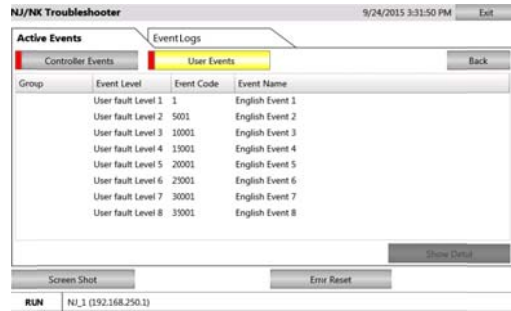 NJ/NK Troubleshooter 9/24/2015 3:31:50 PM Exit
Active Events EventLogs
Controller Events User Events Back
Group Event Level Event Code Event Name
User fault Level 1 1 English Event 1
User fault Level 2 5001 English Event 2
User fault Level 3 10001 English Event 3
User fault Level 4 15001 English Event 4
User fault Level 5 20001 English Event 5
User fault Level 6 25001 English Event 6
User fault Level 7 30001 English Event 7
User fault Level 8 35001 English Event 8
Show Detail
Screen Shot Error Reset
RUN NJ_1 (192.168.250.1)